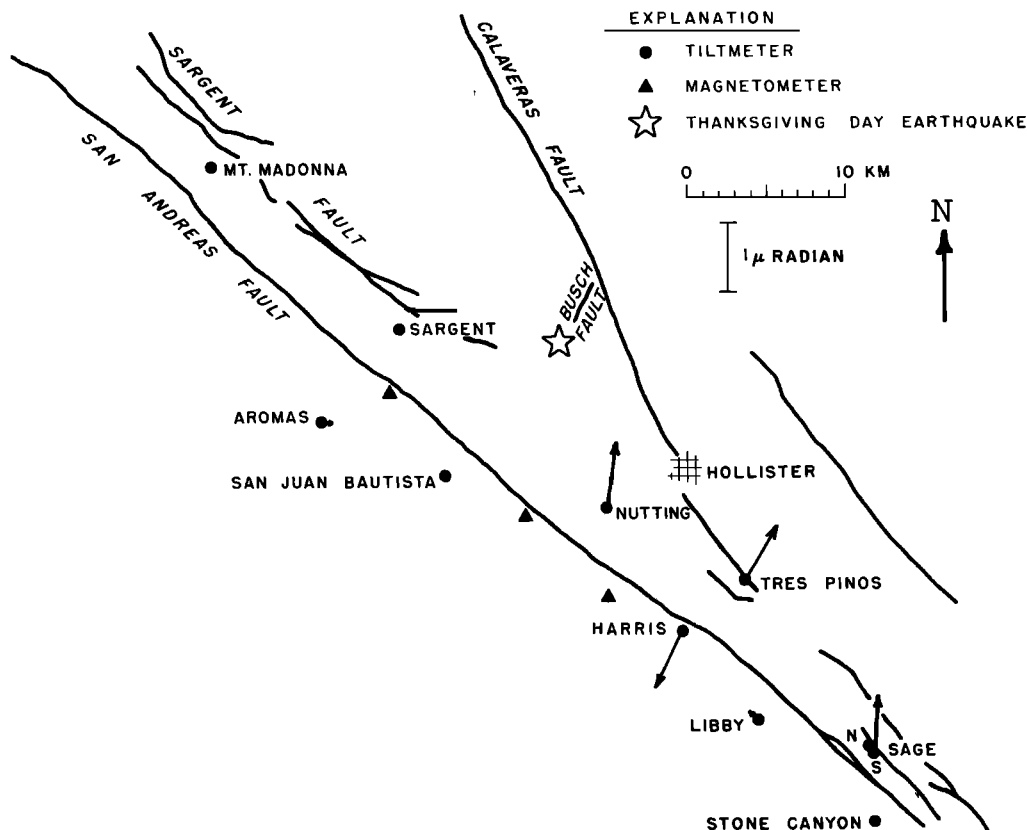 EXPLANATION
TILTMETER
MAGNETOMETER
THANKSGIVING DAY EARTHQUAKE
0 10 KM
N
1 μ RADIAN
SARGENT
FAULT
CALAVERAS
FAULT
SAN ANDREAS FAULT
MT. MADONNA
BUSCH
FAULT
SARGENT
AROMAS
SAN JUAN BAUTISTA
HOLLISTER
NUTTING
TRES PINOS
HARRIS
LIBBY
N
SAGE
S
STONE CANYON